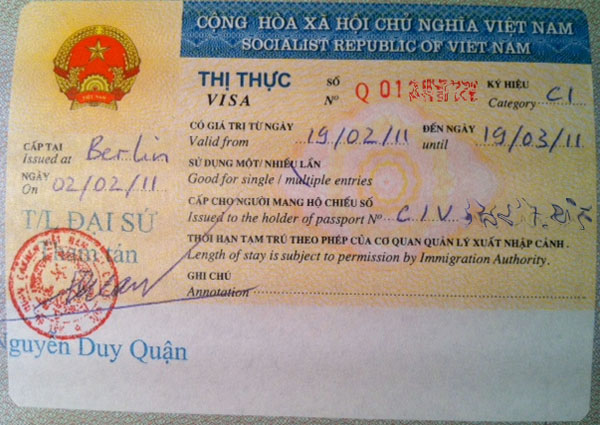 CỘNG HÒA XÃ HỘI CHỦ NGHĨA VIỆT NAM
SOCIALIST REPUBLIC OF VIET NAM
THỊ THỰC SỐ KÝ HIỆU
VISA Nº Q 01 Category C1
CÓ GIÁ TRỊ TỪ NGÀY ĐẾN NGÀY
Valid from 19/02/11 until 19/03/11
CẤP TẠI
Issued at Berlin
NGÀY
On 02/02/11
SỬ DỤNG MỘT/ NHIỀU LẦN
Good for single / multiple entries
CẤP CHO NGƯỜI MANG HỘ CHIẾU SỐ
Issued to the holder of passport Nº C.I.V.
THỜI HẠN TẠM TRÚ THEO PHÉP CỦA CƠ QUAN QUẢN LÝ XUẤT NHẬP CẢNH.
Length of stay is subject to permission by Immigration Authority.
GHI CHÚ
Annotation
T/L ĐẠI SỨ
Tham tán
Nguyễn Duy Quận